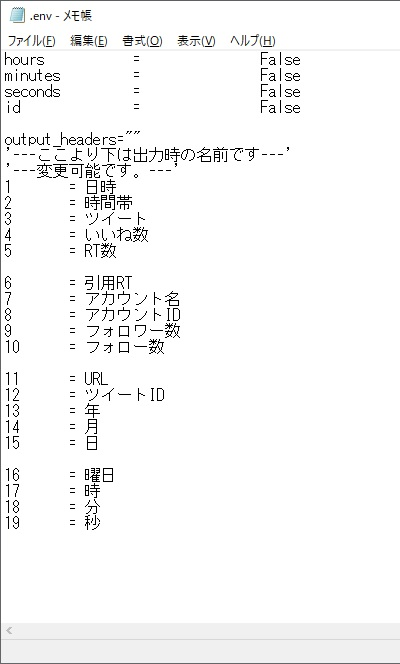 .env - メモ帳
ファイル(F) 編集(E) 書式(O) 表示(V) ヘルプ(H)
hours = False
minutes = False
seconds = False
id = False
output_headers=""
'---ここより下は出力時の名前です---'
'---変更可能です。---'
1 = 日時
2 = 時間帯
3 = ツイート
4 = いいね数
5 = RT数
6 = 引用RT
7 = アカウント名
8 = アカウントID
9 = フォロワー数
10 = フォロー数
11 = URL
12 = ツイートID
13 = 年
14 = 月
15 = 日
16 = 曜日
17 = 時
18 = 分
19 = 秒